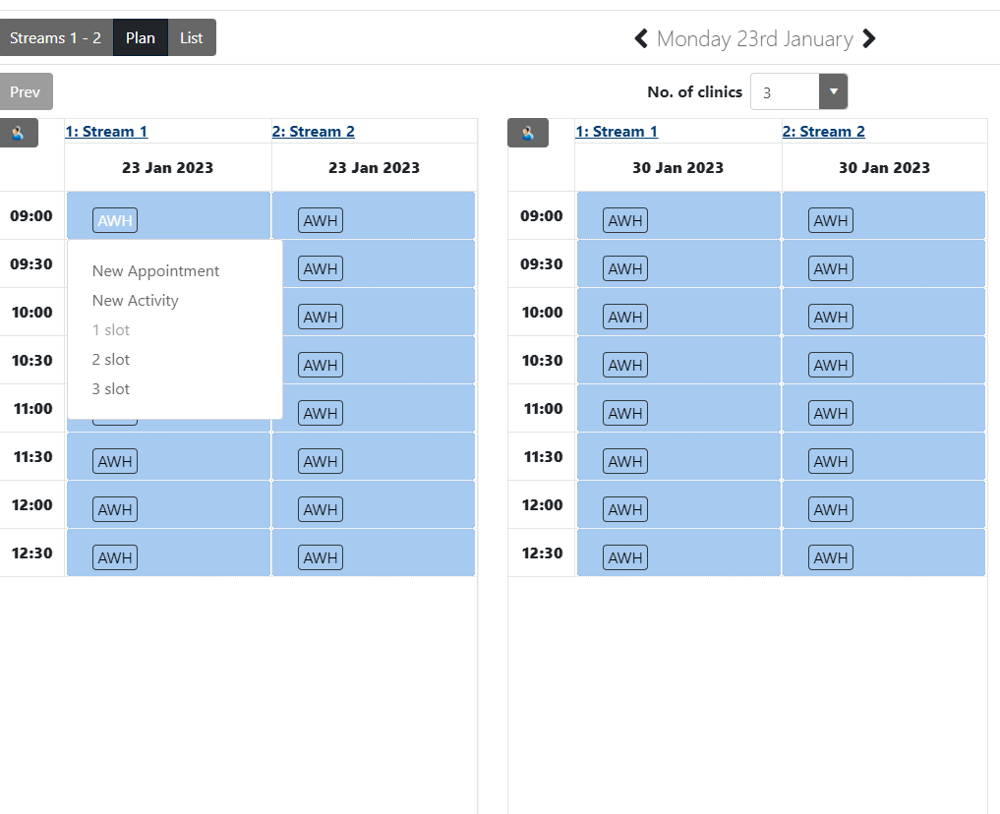 Streams 1 - 2 Plan List Monday 23rd January
Prev No. of clinics 3
1: Stream 1 2: Stream 2 1: Stream 1 2: Stream 2
23 Jan 2023 23 Jan 2023 30 Jan 2023 30 Jan 2023
09:00 AWH AWH 09:00 AWH AWH
09:30 AWH 09:30 AWH AWH
New Appointment
New Activity
10:00 AWH 10:00 AWH AWH
1 slot
10:30 AWH 10:30 AWH AWH
2 slot
3 slot
11:00 AWH 11:00 AWH AWH
11:30 AWH AWH 11:30 AWH AWH
12:00 AWH AWH 12:00 AWH AWH
12:30 AWH AWH 12:30 AWH AWH